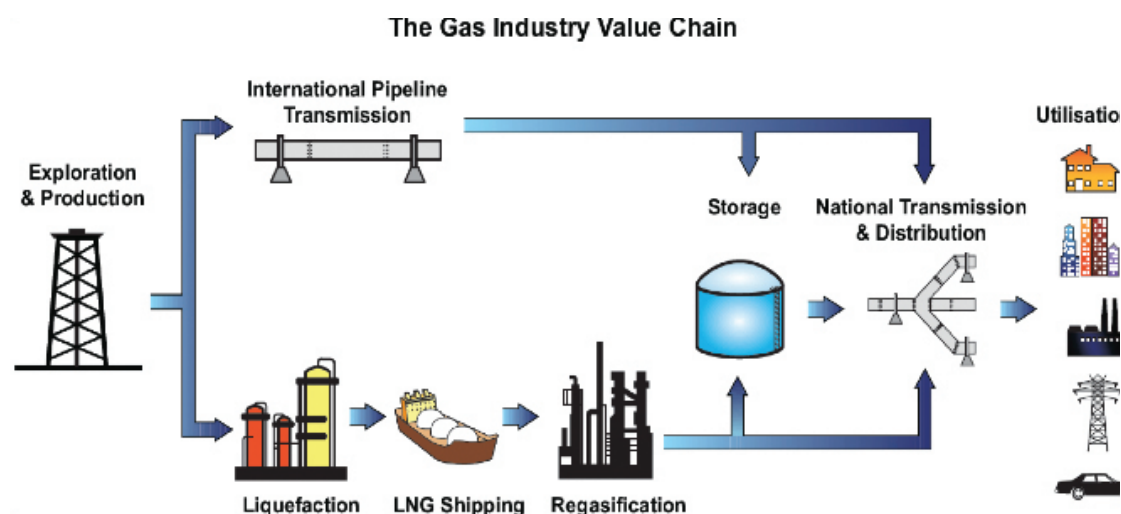 The Gas Industry Value Chain
International Pipeline
Transmission
Utilisatio
Exploration
& Production
Storage
National Transmission
& Distribution
Liquefaction
LNG Shipping
Regasification